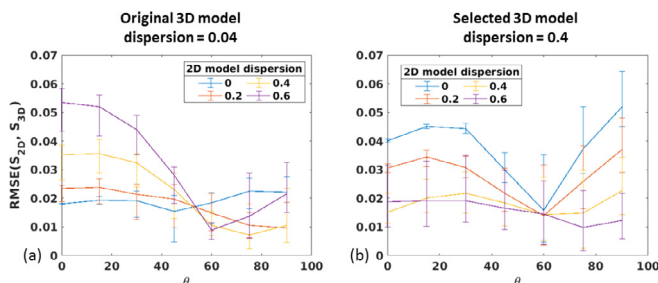 Original 3D model
dispersion = 0.04
Selected 3D model
dispersion = 0.4
RMSE(S2D, S3D)
0.07
0.06
0.05
0.04
0.03
0.02
0.01
0
2D model dispersion
0 0.4
0.2 0.6
(a)
0 20 40 60 80 100
θ
0.07
0.06
0.05
0.04
0.03
0.02
0.01
0
2D model dispersion
0 0.4
0.2 0.6
(b)
0 20 40 60 80 100
θ